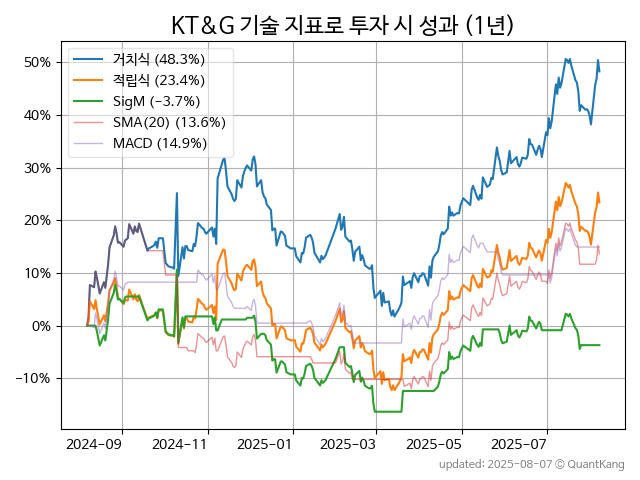 KT&G 기술 지표로 투자 시 성과 (1년)
거치식 (48.3%)
적립식 (23.4%)
SigM (−3.7%)
SMA(20) (13.6%)
MACD (14.9%)
50%
40%
30%
20%
10%
0%
−10%
2024-09 2024-11 2025-01 2025-03 2025-05 2025-07
updated: 2025-08-07 © QuantKang